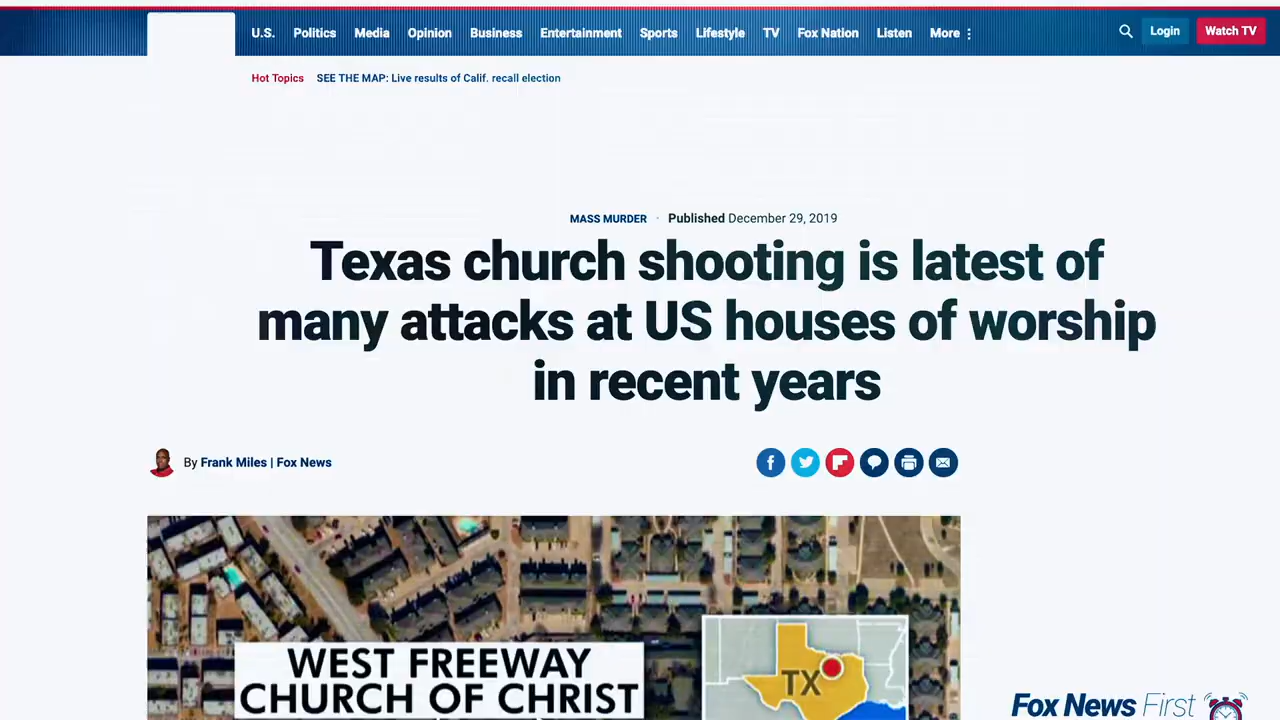 U.S. Politics Media Opinion Business Entertainment Sports Lifestyle TV Fox Nation Listen More Login Watch TV
Hot Topics SEE THE MAP: Live results of Calif. recall election
MASS MURDER · Published December 29, 2019
Texas church shooting is latest of
many attacks at US houses of worship
in recent years
By Frank Miles | Fox News
WEST FREEWAY
CHURCH OF CHRIST
TX
Fox News First